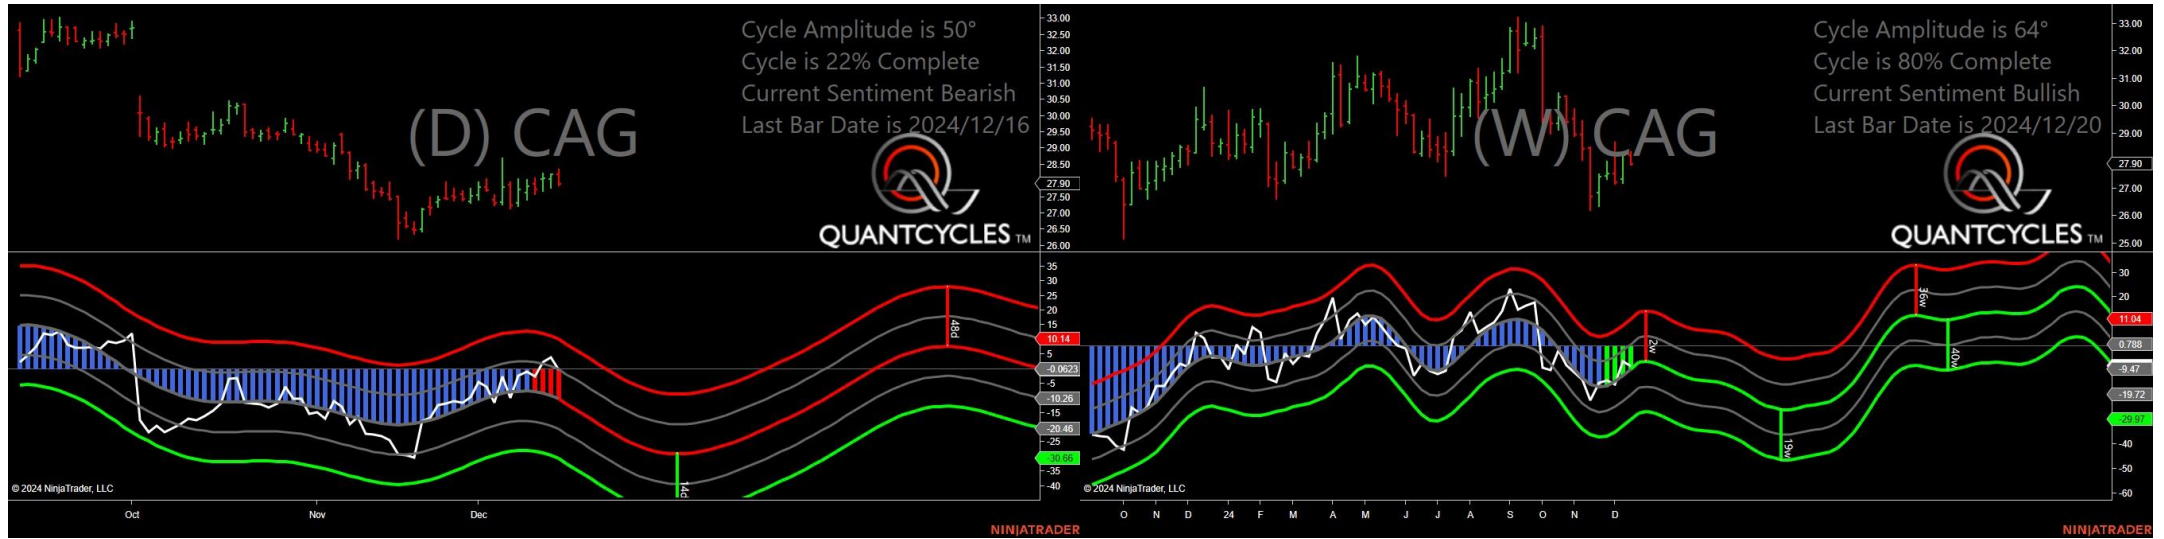 Cycle Amplitude is 50°
Cycle is 22% Complete
Current Sentiment Bearish
Last Bar Date is 2024/12/16
(D) CAG
QUANTCYCLES TM
33.00
32.50
32.00
31.50
31.00
30.50
30.00
29.50
29.00
28.50
27.90
27.50
27.00
26.50
26.00
35
30
25
20
15
10.14
5
-0.0623
-5
-10.26
-15
-20.46
-25
-30.66
-35
-40
48d
14d
© 2024 NinjaTrader, LLC
Oct Nov Dec
NINJATRADER
Cycle Amplitude is 64°
Cycle is 80% Complete
Current Sentiment Bullish
Last Bar Date is 2024/12/20
(W) CAG
QUANTCYCLES TM
33.00
32.00
31.00
30.00
29.00
27.90
27.00
26.00
25.00
30
20
11.04
0.788
-9.47
-19.72
-29.97
-40
-50
-60
2w
19w
36w
40w
© 2024 NinjaTrader, LLC
O N D 24 F M A M J J A S O N D
NINJATRADER